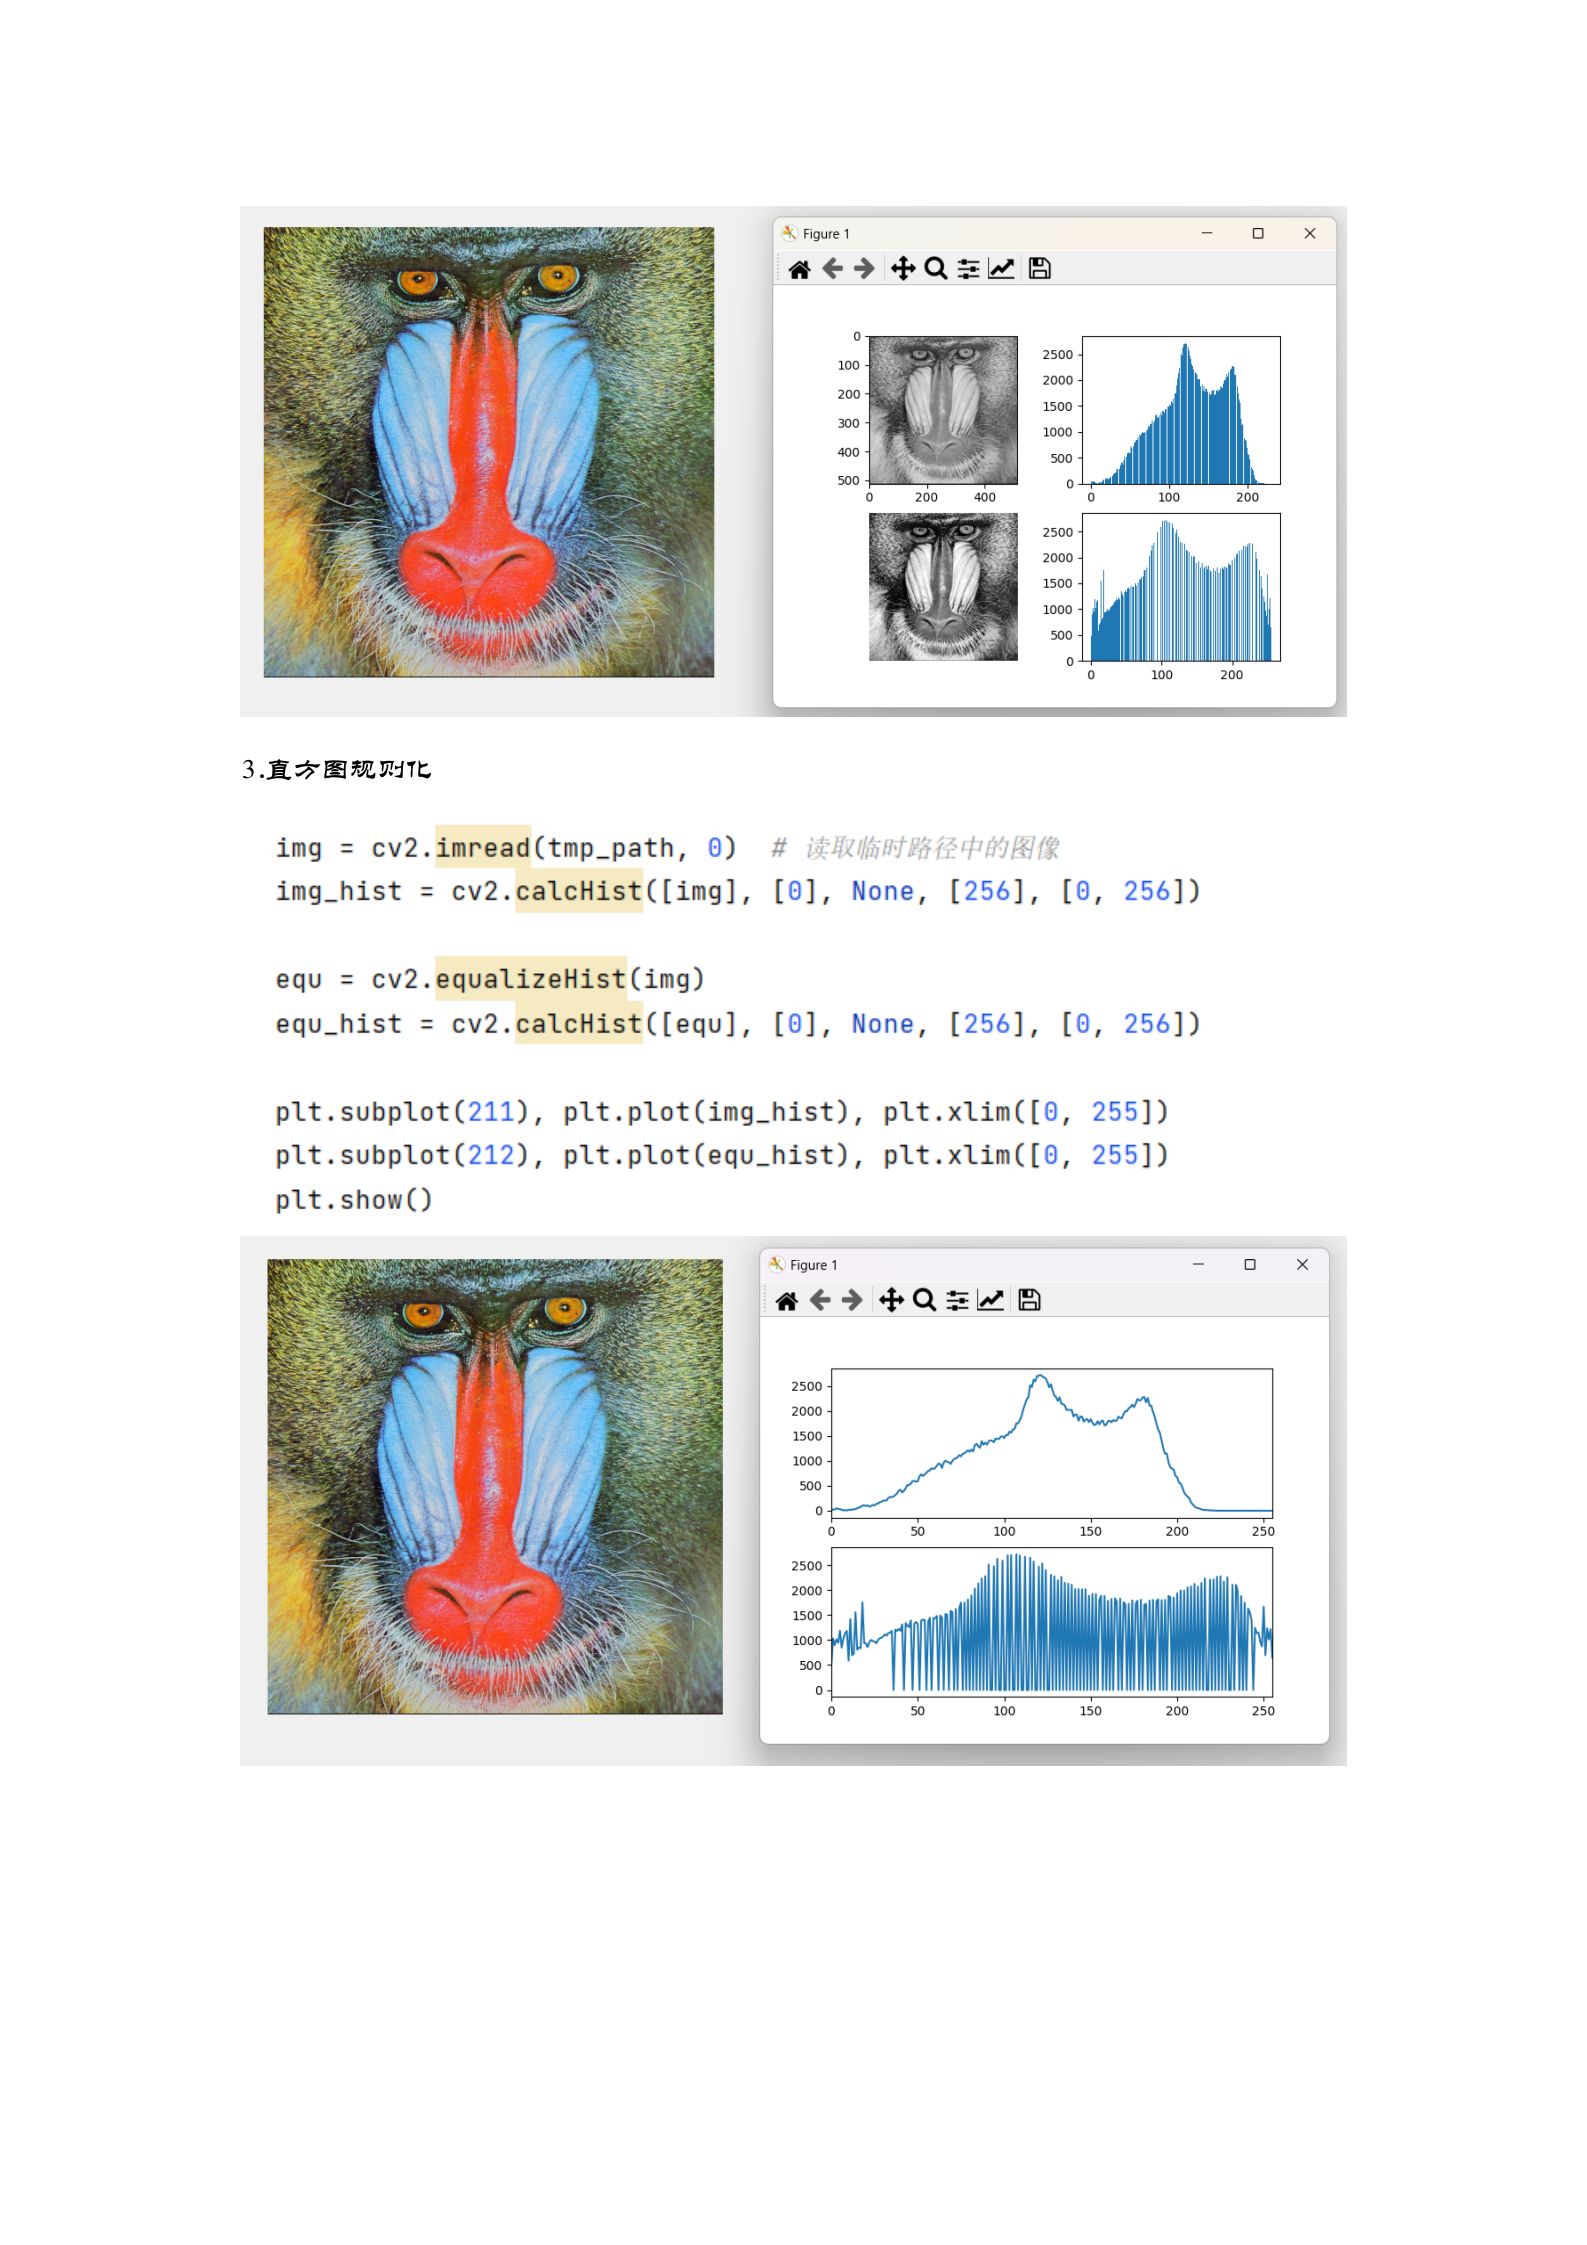 Figure 1
0
100
200
300
400
500
0 200 400
2500
2000
1500
1000
500
0
0 100 200
2500
2000
1500
1000
500
0
0 100 200
3.直方图规则化
img = cv2.imread(tmp_path, 0)  # 读取临时路径中的图像
img_hist = cv2.calcHist([img], [0], None, [256], [0, 256])
equ = cv2.equalizeHist(img)
equ_hist = cv2.calcHist([equ], [0], None, [256], [0, 256])
plt.subplot(211), plt.plot(img_hist), plt.xlim([0, 255])
plt.subplot(212), plt.plot(equ_hist), plt.xlim([0, 255])
plt.show()
Figure 1
2500
2000
1500
1000
500
0
0 50 100 150 200 250
2500
2000
1500
1000
500
0
0 50 100 150 200 250